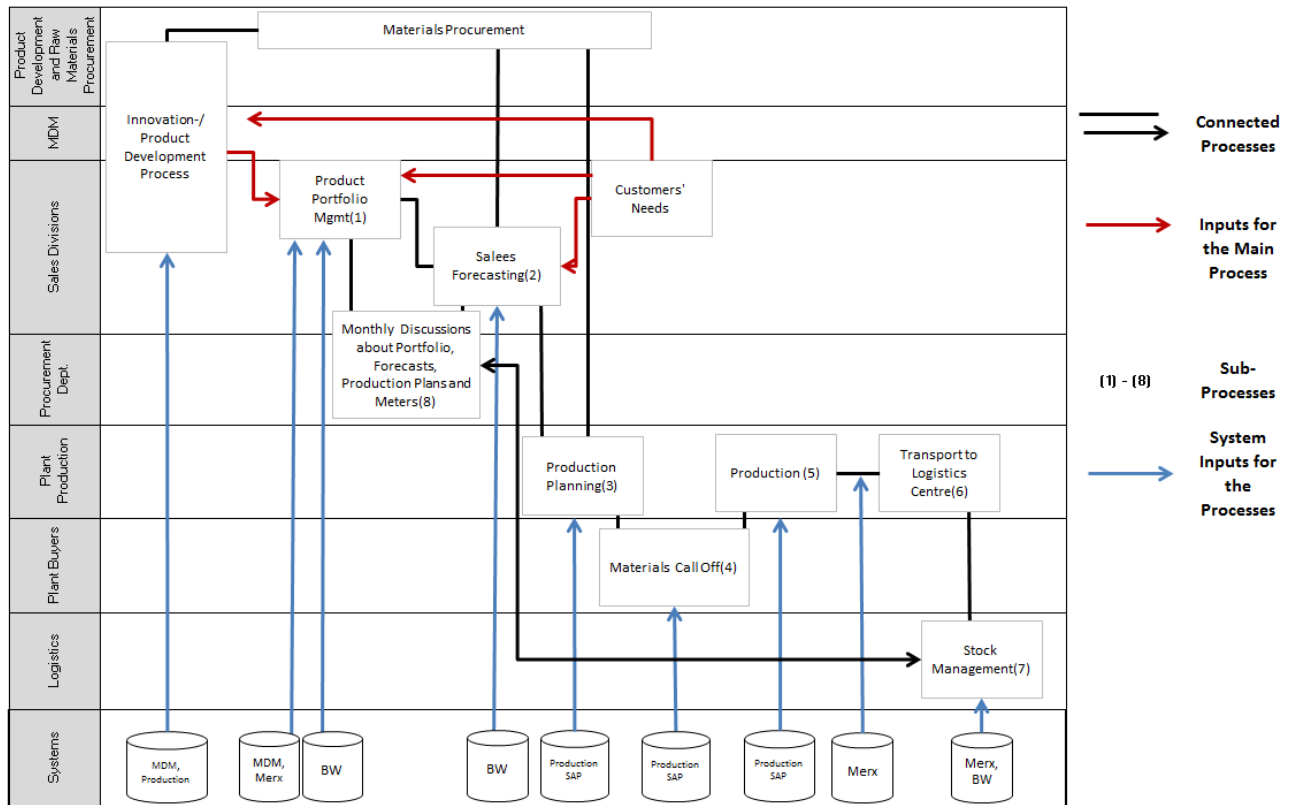 Product
Development
and Raw
Materials
Procurement
MDM
Sales Divisions
Procurement
Dept.
Plant
Production
Plant Buyers
Logistics
Systems
Materials Procurement
Innovation-/
Product
Development
Process
Product
Portfolio
Mgmt(1)
Customers'
Needs
Salees
Forecasting(2)
Monthly Discussions
about Portfolio,
Forecasts,
Production Plans and
Meters(8)
Production
Planning(3)
Production (5)
Transport to
Logistics
Centre(6)
Materials Call Off(4)
Stock
Management(7)
MDM,
Production
MDM,
Merx
BW
BW
Production
SAP
Production
SAP
Production
SAP
Merx
Merx,
BW
Connected
Processes
Inputs for
the Main
Process
(1) - (8)
Sub-
Processes
System
Inputs for
the
Processes